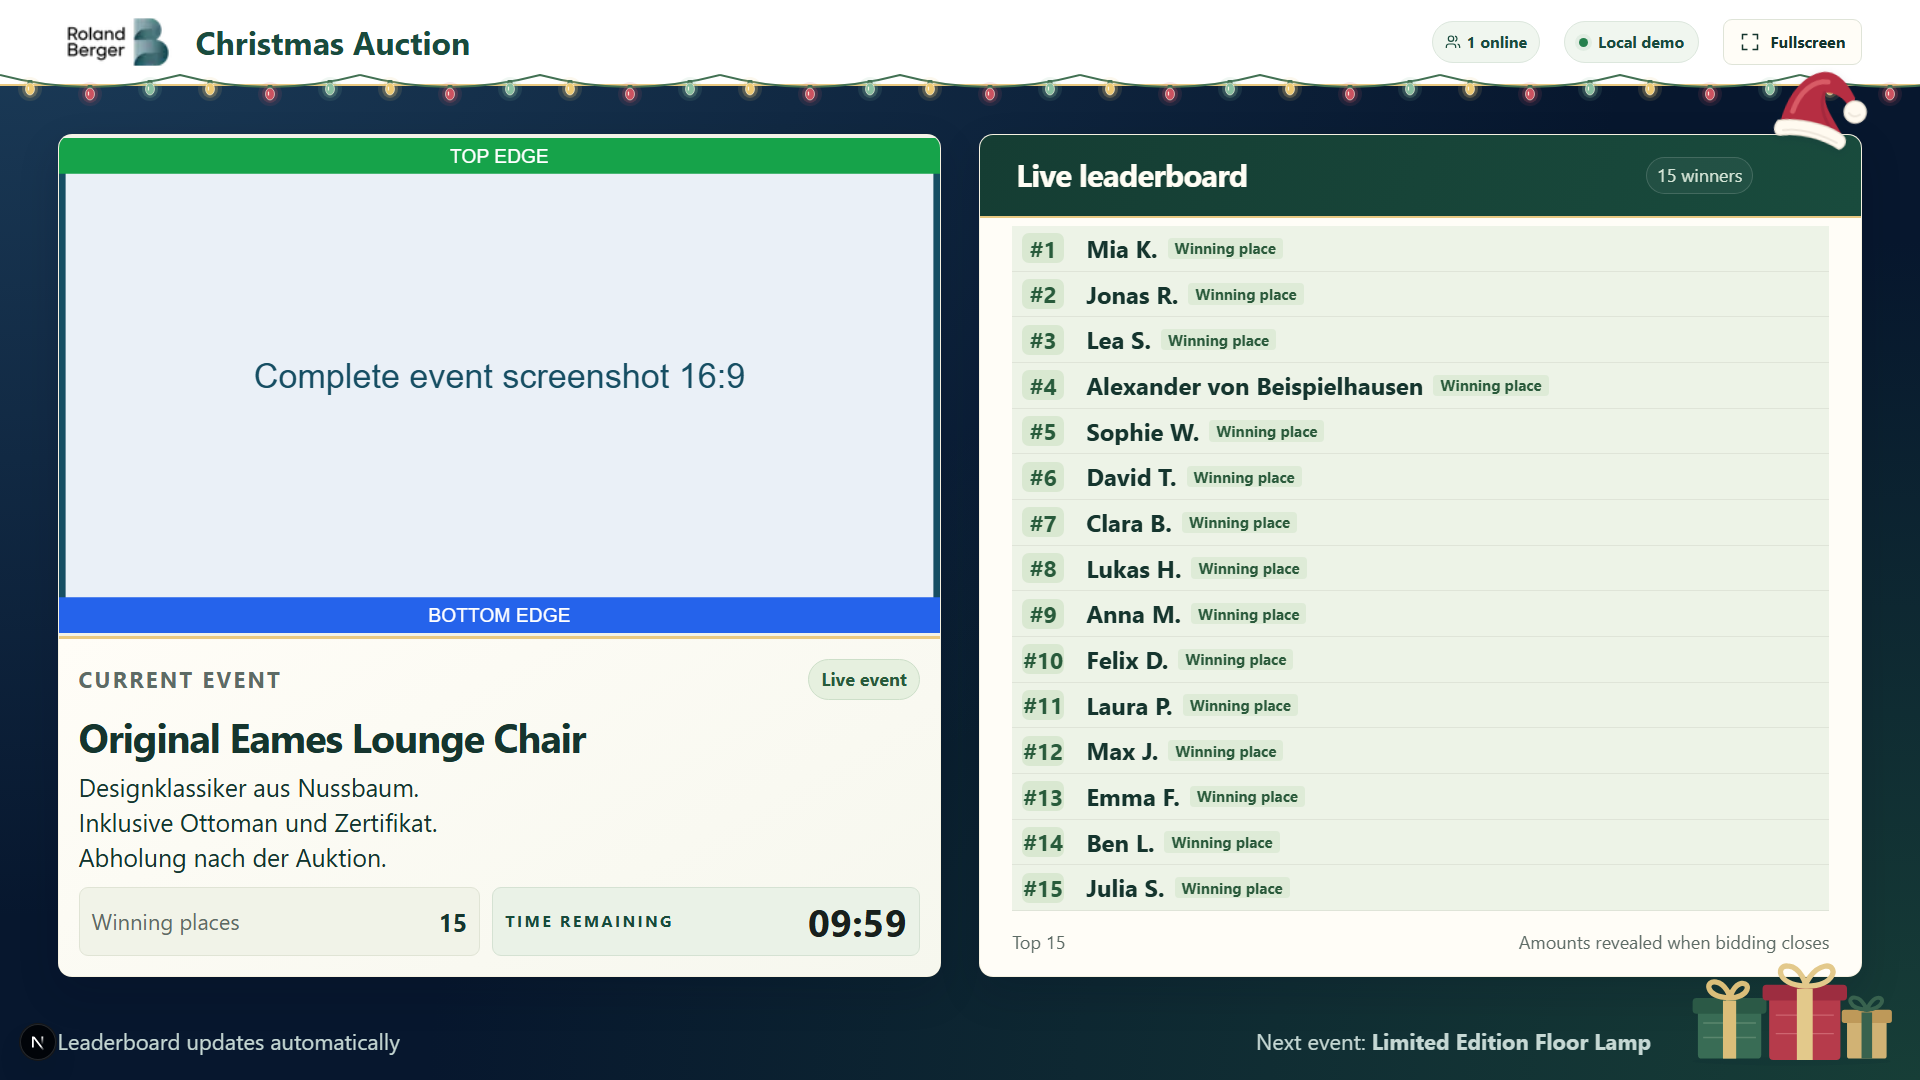 Roland
Berger
Christmas Auction
1 online
Local demo
Fullscreen
TOP EDGE
Complete event screenshot 16:9
BOTTOM EDGE
CURRENT EVENT
Live event
Original Eames Lounge Chair
Designklassiker aus Nussbaum.
Inklusive Ottoman und Zertifikat.
Abholung nach der Auktion.
Winning places 15
TIME REMAINING 09:59
Live leaderboard
15 winners
#1 Mia K. Winning place
#2 Jonas R. Winning place
#3 Lea S. Winning place
#4 Alexander von Beispielhausen Winning place
#5 Sophie W. Winning place
#6 David T. Winning place
#7 Clara B. Winning place
#8 Lukas H. Winning place
#9 Anna M. Winning place
#10 Felix D. Winning place
#11 Laura P. Winning place
#12 Max J. Winning place
#13 Emma F. Winning place
#14 Ben L. Winning place
#15 Julia S. Winning place
Top 15
Amounts revealed when bidding closes
N
Leaderboard updates automatically
Next event: Limited Edition Floor Lamp